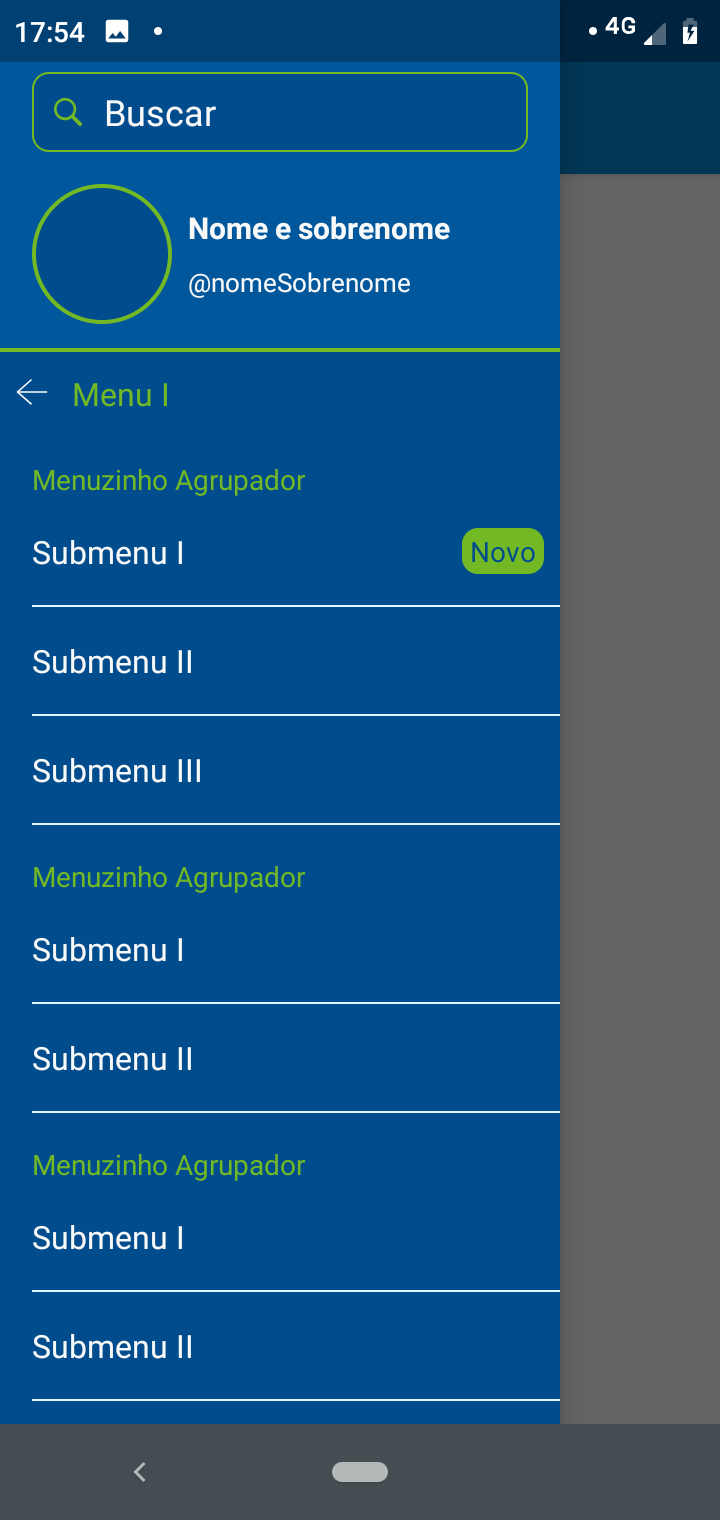 17:54
4G
Buscar
Nome e sobrenome
@nomeSobrenome
Menu I
Menuzinho Agrupador
Submenu I
Novo
Submenu II
Submenu III
Menuzinho Agrupador
Submenu I
Submenu II
Menuzinho Agrupador
Submenu I
Submenu II